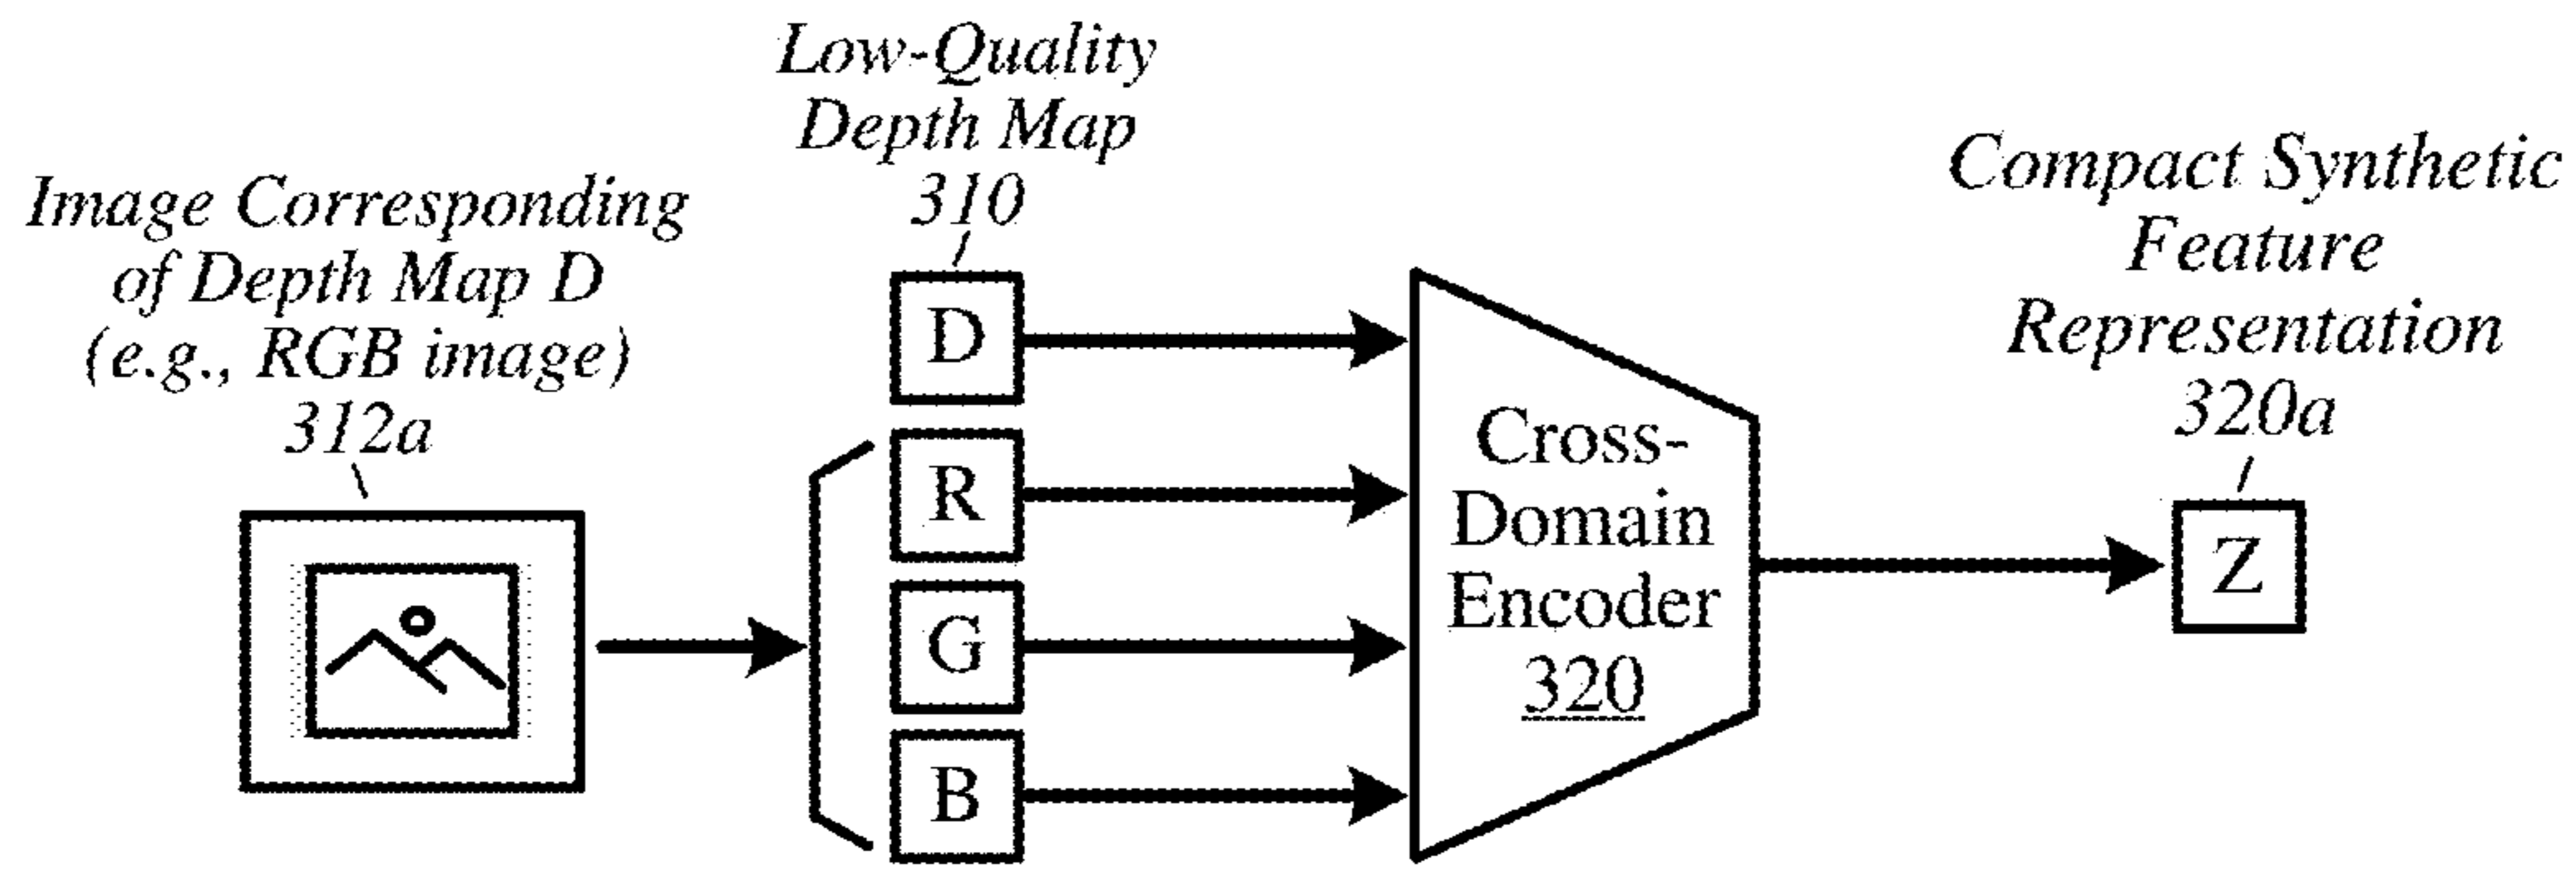 Low-Quality
Depth Map
310
Image Corresponding
of Depth Map D
(e.g., RGB image)
312a
Compact Synthetic
Feature
Representation
320a
D
R
G
B
Cross-
Domain
Encoder
320
Z